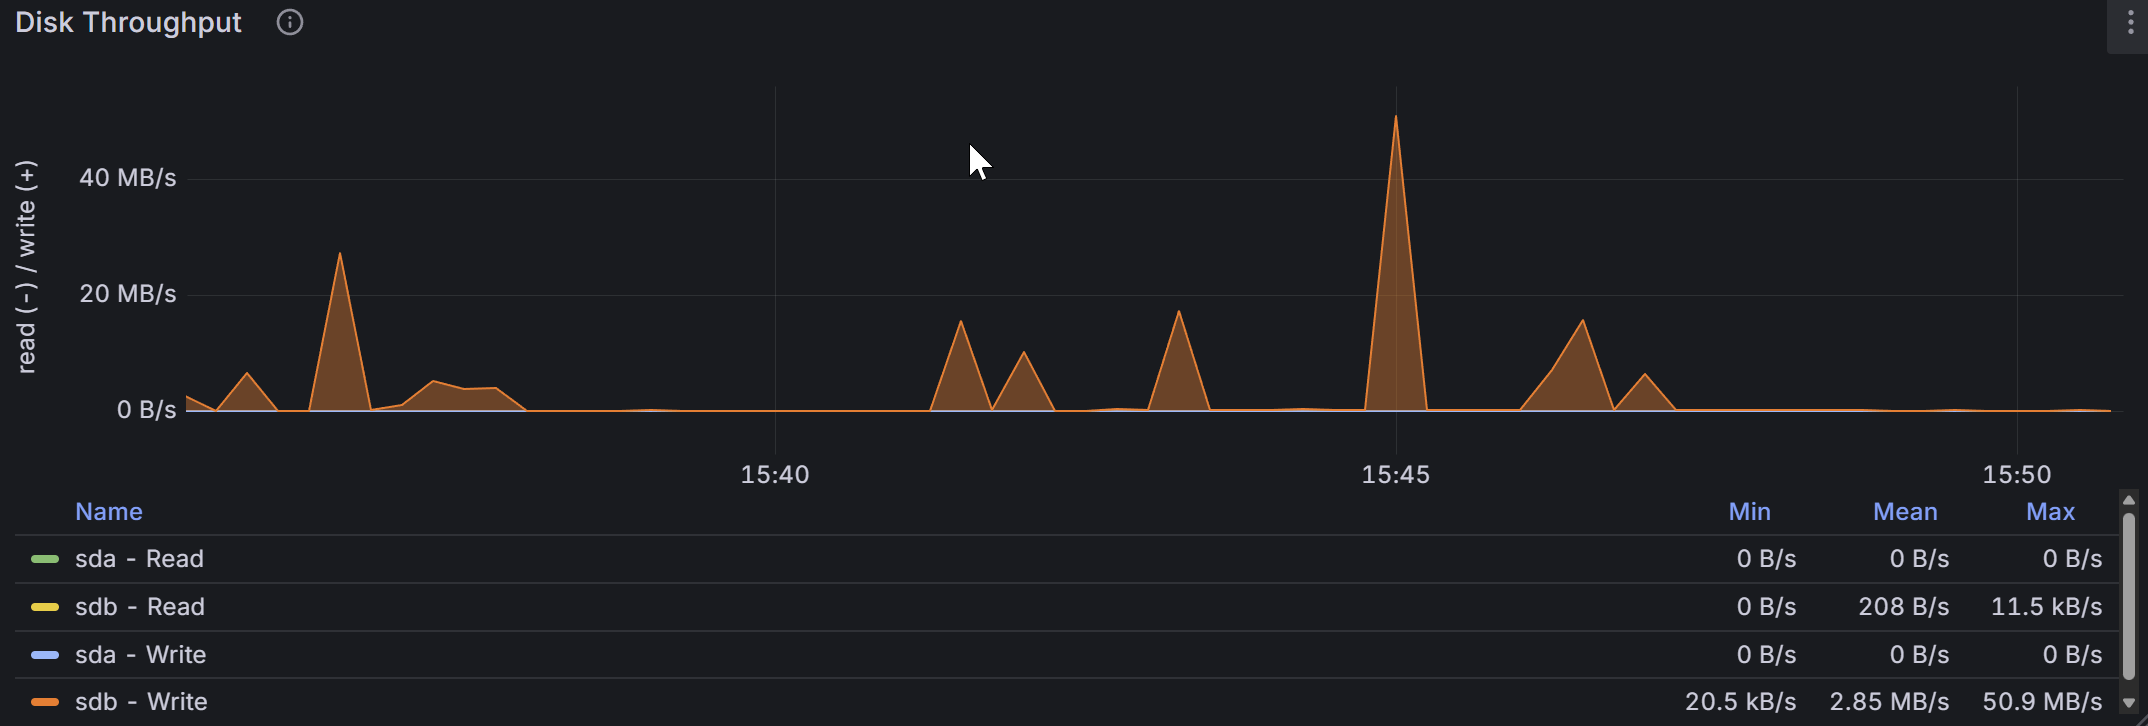 Disk Throughput
read (-) / write (+)
40 MB/s
20 MB/s
0 B/s
15:40 15:45 15:50
Name Min Mean Max
sda - Read 0 B/s 0 B/s 0 B/s
sdb - Read 0 B/s 208 B/s 11.5 kB/s
sda - Write 0 B/s 0 B/s 0 B/s
sdb - Write 20.5 kB/s 2.85 MB/s 50.9 MB/s